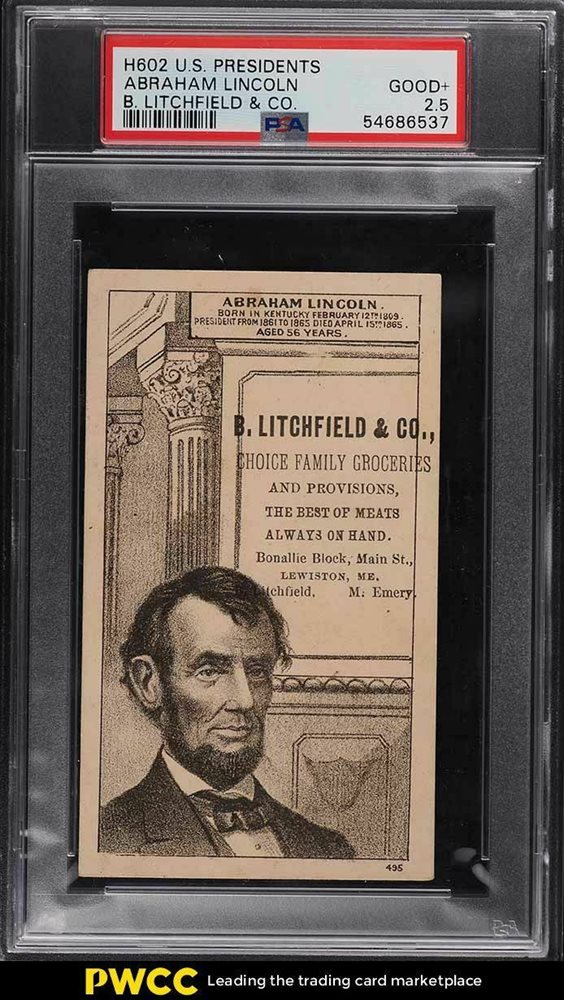 H602 U.S. PRESIDENTS
ABRAHAM LINCOLN GOOD+
B. LITCHFIELD & CO. 2.5
PSA 54686537
ABRAHAM LINCOLN.
BORN IN KENTUCKY FEBRUARY 12TH 1809.
PRESIDENT FROM 1861 TO 1865 DIED APRIL 15TH 1865.
AGED 56 YEARS.
B. LITCHFIELD & CO.,
CHOICE FAMILY GROCERIES
AND PROVISIONS,
THE BEST OF MEATS
ALWAYS ON HAND.
Bonallie Block, Main St.,
LEWISTON, ME.
M. Emery.
495
PWCC Leading the trading card marketplace